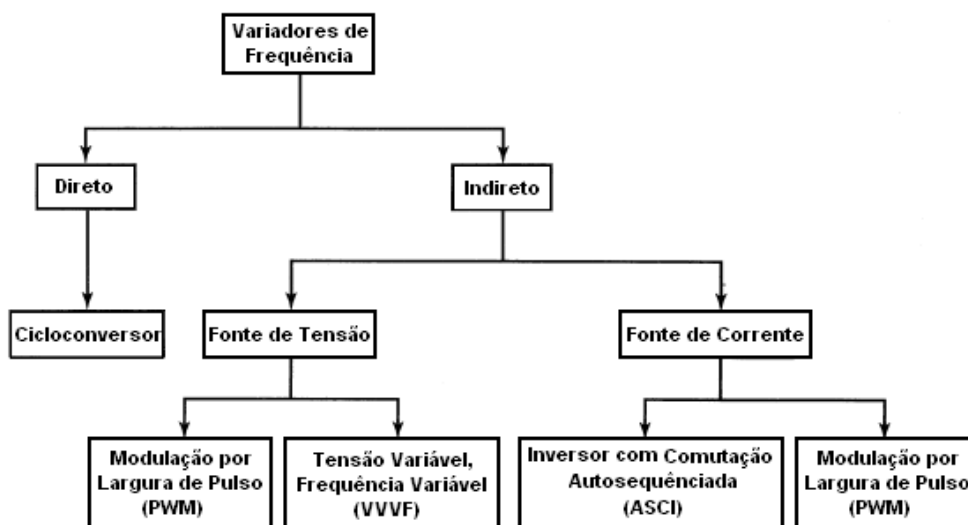 Variadores de
Frequência
Direto
Indireto
Cicloconversor
Fonte de Tensão
Fonte de Corrente
Modulação por
Largura de Pulso
(PWM)
Tensão Variável,
Frequência Variável
(VVVF)
Inversor com Comutação
Autosequênciada
(ASCI)
Modulação por
Largura de Pulso
(PWM)